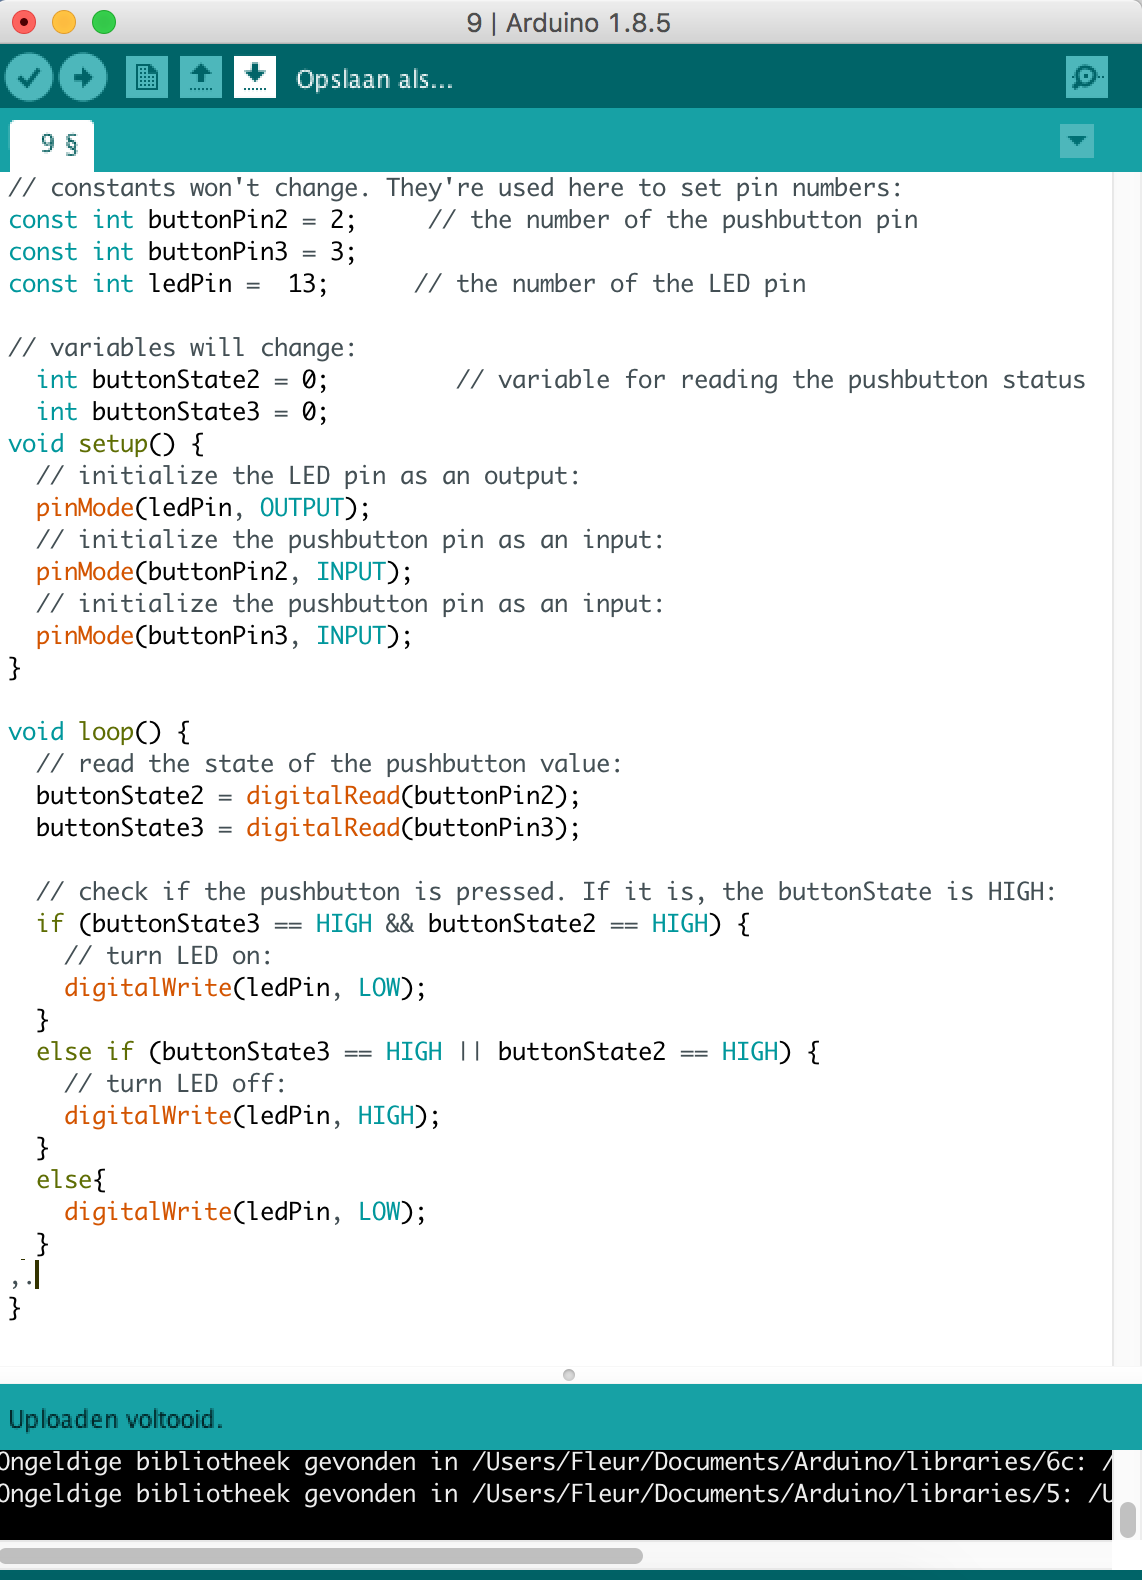 9 | Arduino 1.8.5
Opslaan als...
9 §
// constants won't change. They're used here to set pin numbers:
const int buttonPin2 = 2;     // the number of the pushbutton pin
const int buttonPin3 = 3;
const int ledPin =  13;      // the number of the LED pin
// variables will change:
  int buttonState2 = 0;         // variable for reading the pushbutton status
  int buttonState3 = 0;
void setup() {
  // initialize the LED pin as an output:
  pinMode(ledPin, OUTPUT);
  // initialize the pushbutton pin as an input:
  pinMode(buttonPin2, INPUT);
  // initialize the pushbutton pin as an input:
  pinMode(buttonPin3, INPUT);
}
void loop() {
  // read the state of the pushbutton value:
  buttonState2 = digitalRead(buttonPin2);
  buttonState3 = digitalRead(buttonPin3);
  // check if the pushbutton is pressed. If it is, the buttonState is HIGH:
  if (buttonState3 == HIGH && buttonState2 == HIGH) {
    // turn LED on:
    digitalWrite(ledPin, LOW);
  }
  else if (buttonState3 == HIGH || buttonState2 == HIGH) {
    // turn LED off:
    digitalWrite(ledPin, HIGH);
  }
  else{
    digitalWrite(ledPin, LOW);
  }
,.
}
Uploaden voltooid.
Ongeldige bibliotheek gevonden in /Users/Fleur/Documents/Arduino/libraries/6c: /
Ongeldige bibliotheek gevonden in /Users/Fleur/Documents/Arduino/libraries/5: /U